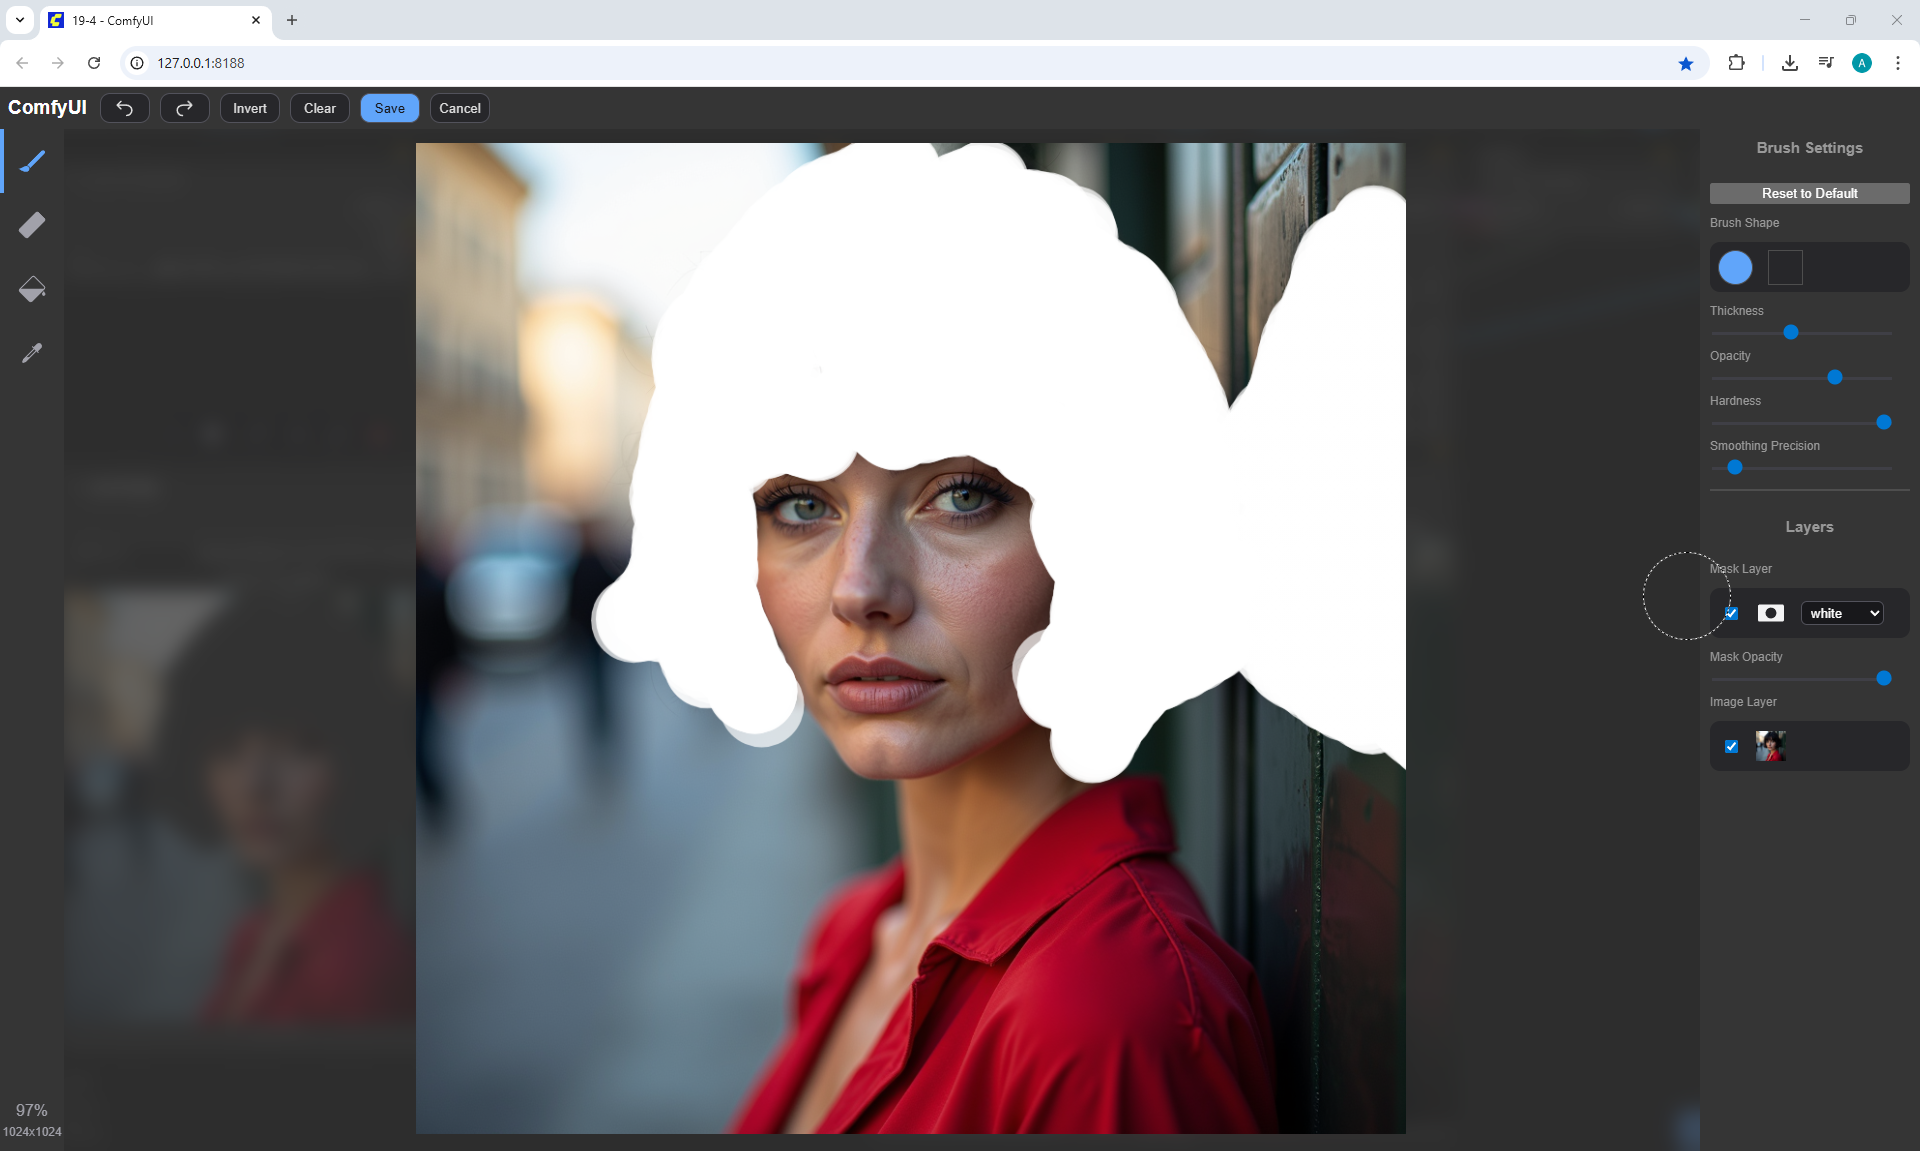 19-4 - ComfyUI
127.0.0.1:8188
A
ComfyUI
Invert
Clear
Save
Cancel
Brush Settings
Reset to Default
Brush Shape
Thickness
Opacity
Hardness
Smoothing Precision
Layers
Mask Layer
white
Mask Opacity
Image Layer
97%
1024x1024